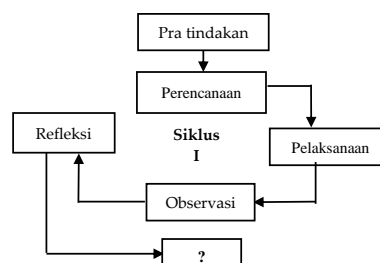 Pra tindakan
Perencanaan
Refleksi
Siklus
I
Pelaksanaan
Observasi
?